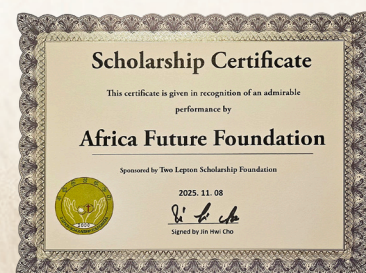 Scholarship Certificate
This certificate is given in recognition of an admirable
performance by
Africa Future Foundation
Sponsored by Two Lepton Scholarship Foundation
2025. 11. 08
Signed by Jin Hwi Cho